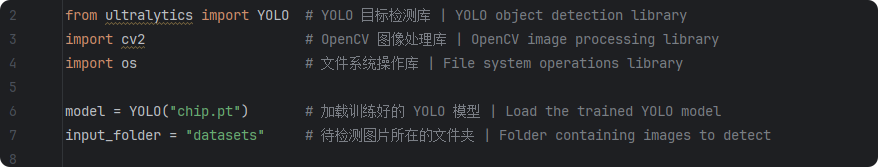 2 from ultralytics import YOLO # YOLO 目标检测库 | YOLO object detection library
3 import cv2 # OpenCV 图像处理库 | OpenCV image processing library
4 import os # 文件系统操作库 | File system operations library
5
6 model = YOLO("chip.pt") # 加载训练好的 YOLO 模型 | Load the trained YOLO model
7 input_folder = "datasets" # 待检测图片所在的文件夹 | Folder containing images to detect
8